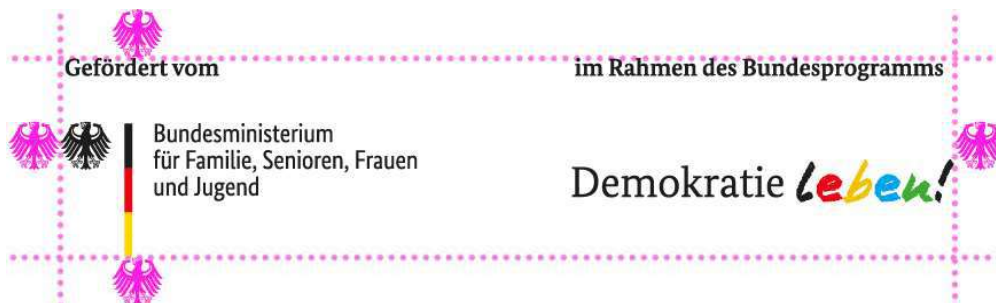 Gefördert vom
im Rahmen des Bundesprogramms
Bundesministerium
für Familie, Senioren, Frauen
und Jugend
Demokratie leben!